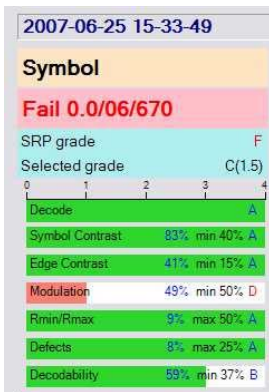 2007-06-25 15-33-49
Symbol
Fail 0.0/06/670
SRP grade F
Selected grade C(1.5)
0 1 2 3 4
Decode A
Symbol Contrast 83% min 40% A
Edge Contrast 41% min 15% A
Modulation 49% min 50% D
Rmin/Rmax 9% max 50% A
Defects 8% max 25% A
Decodability 59% min 37% B